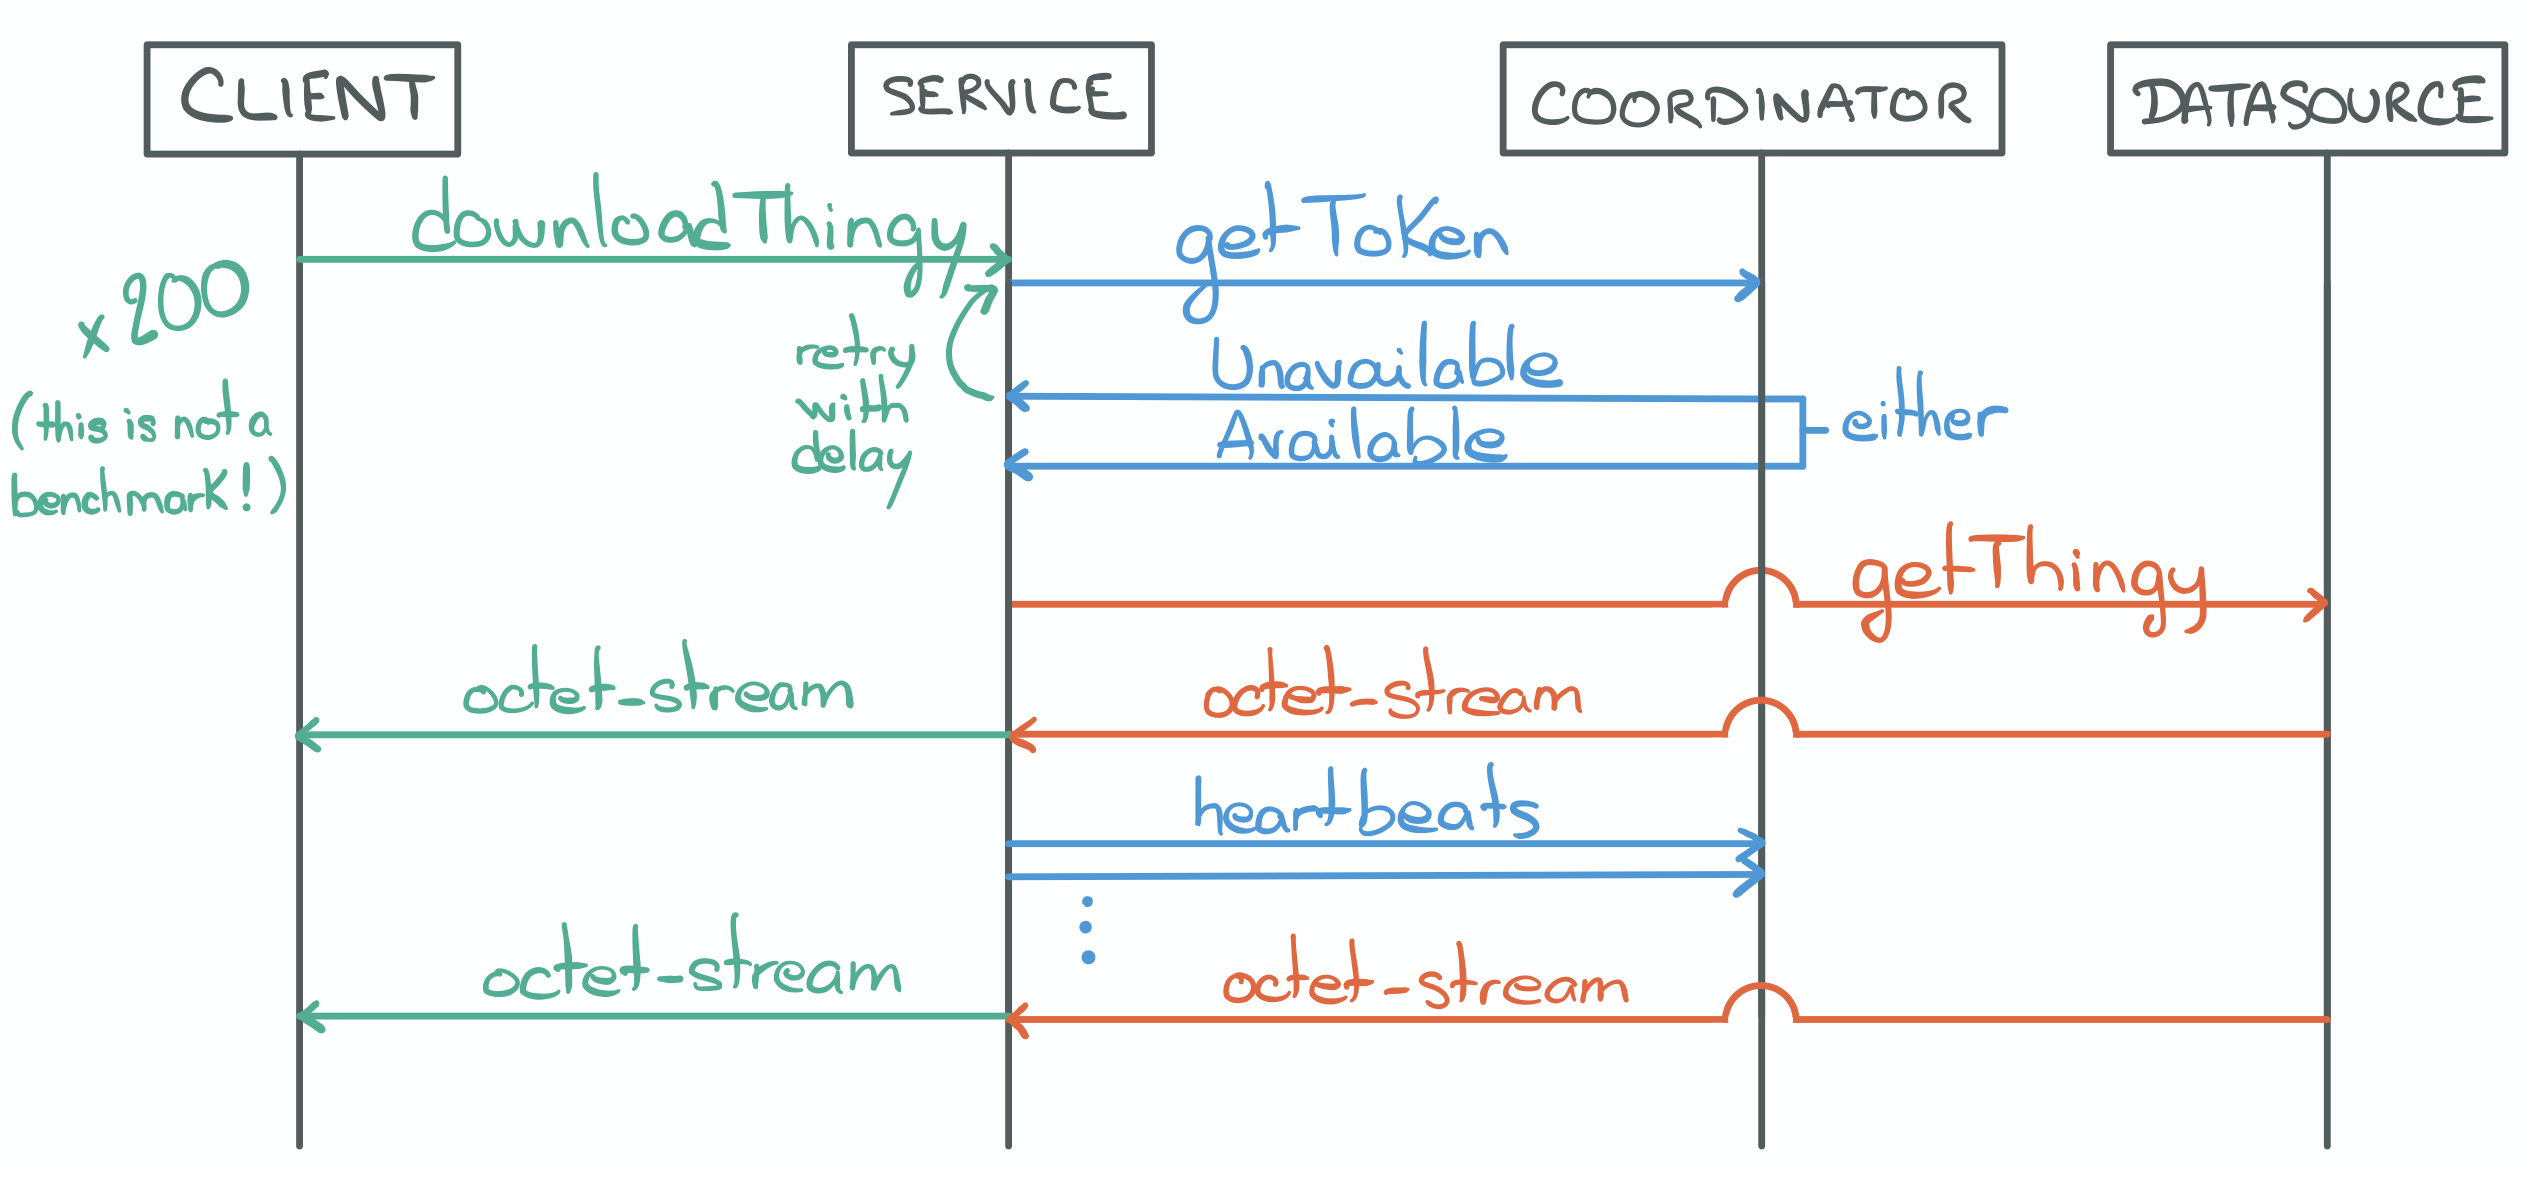 CLIENT
SERVICE
COORDINATOR
DATASOURCE
downloadThingy
getToken
x200
(this is not a
benchmark!)
retry
with
delay
Unavailable
Available
either
getThingy
octet-stream
octet-stream
heartbeats
octet-stream
octet-stream